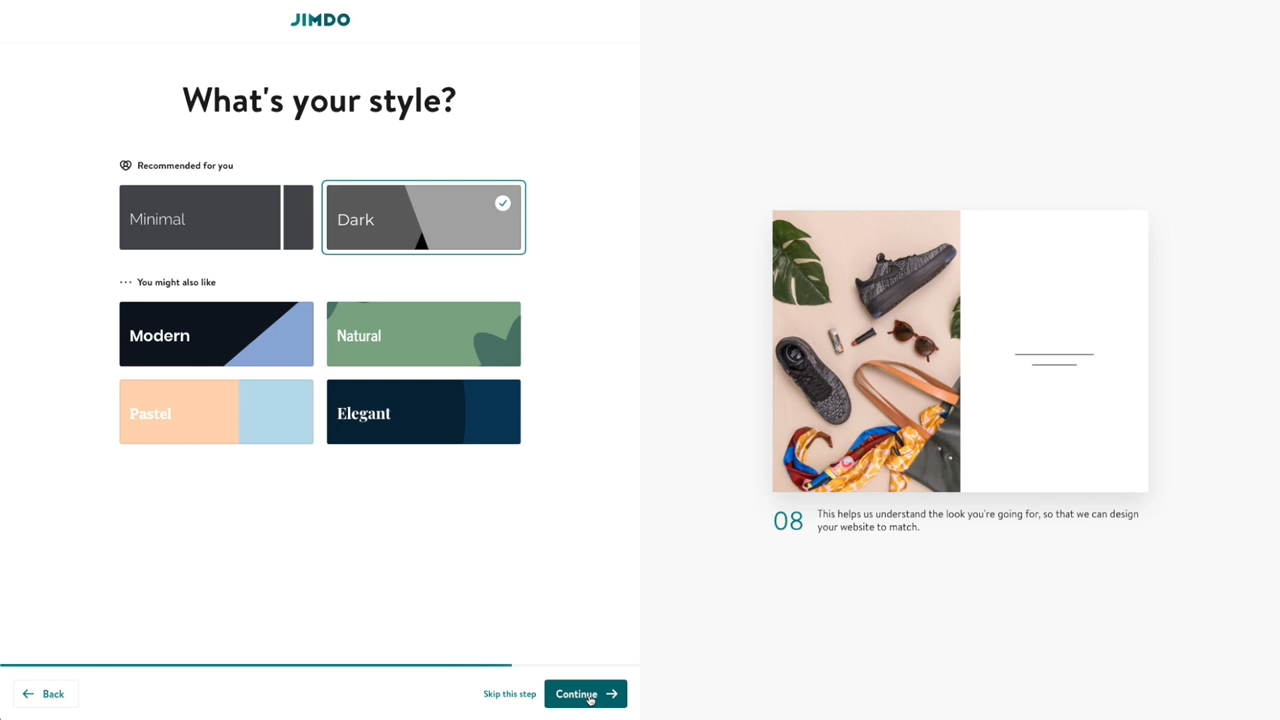 JIMDO
What's your style?
Recommended for you
Minimal
Dark
You might also like
Modern
Natural
Pastel
Elegant
Back
Skip this step
Continue
08
This helps us understand the look you're going for, so that we can design
your website to match.